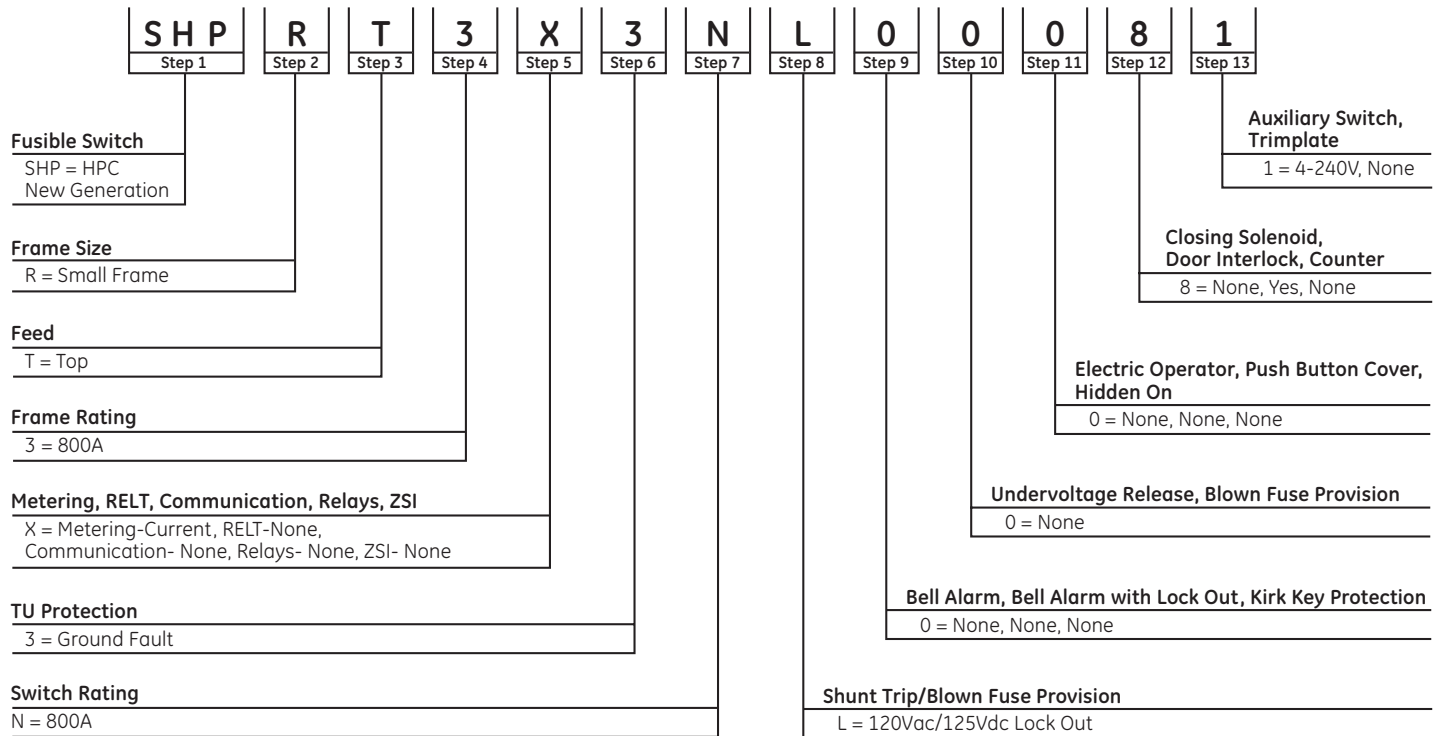 SHP R T 3 X 3 N L 0 0 0 8 1
Step 1 Step 2 Step 3 Step 4 Step 5 Step 6 Step 7 Step 8 Step 9 Step 10 Step 11 Step 12 Step 13
Fusible Switch
SHP = HPC
New Generation
Frame Size
R = Small Frame
Feed
T = Top
Frame Rating
3 = 800A
Metering, RELT, Communication, Relays, ZSI
X = Metering-Current, RELT-None,
Communication- None, Relays- None, ZSI- None
TU Protection
3 = Ground Fault
Switch Rating
N = 800A
Auxiliary Switch,
Trimplate
1 = 4-240V, None
Closing Solenoid,
Door Interlock, Counter
8 = None, Yes, None
Electric Operator, Push Button Cover,
Hidden On
0 = None, None, None
Undervoltage Release, Blown Fuse Provision
0 = None
Bell Alarm, Bell Alarm with Lock Out, Kirk Key Protection
0 = None, None, None
Shunt Trip/Blown Fuse Provision
L = 120Vac/125Vdc Lock Out